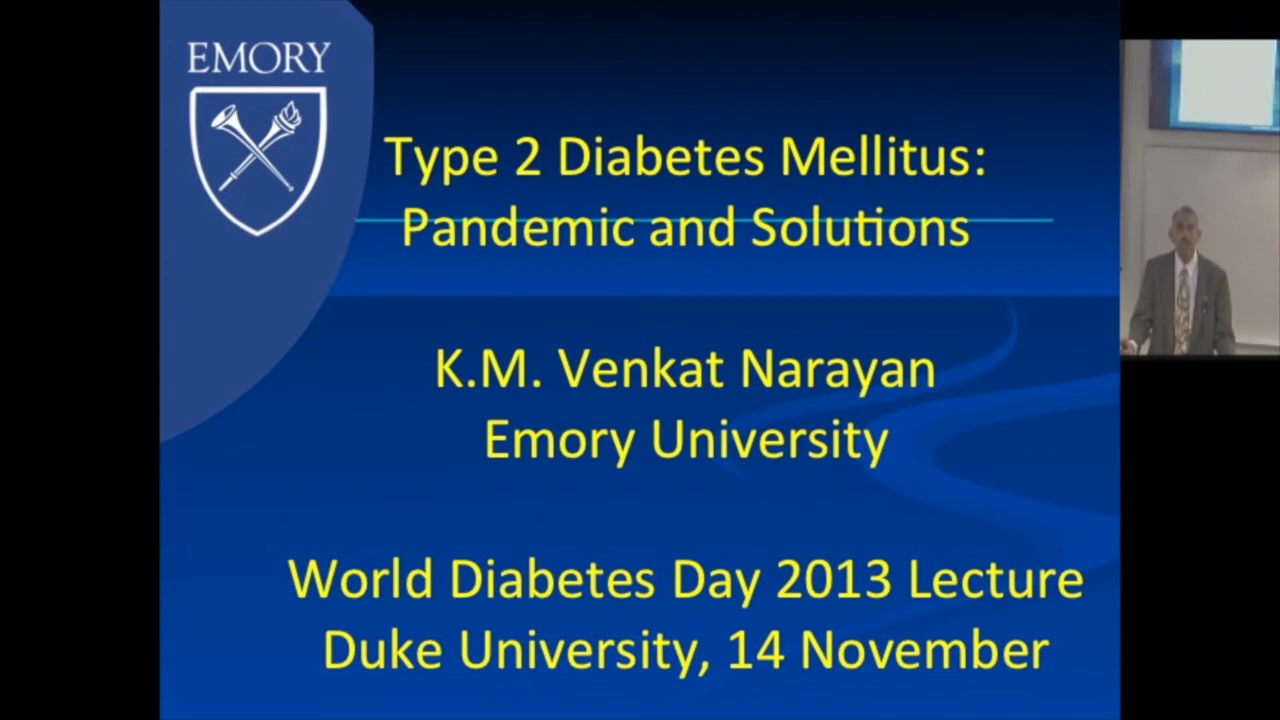 EMORY
Type 2 Diabetes Mellitus:
Pandemic and Solutions
K.M. Venkat Narayan
Emory University
World Diabetes Day 2013 Lecture
Duke University, 14 November